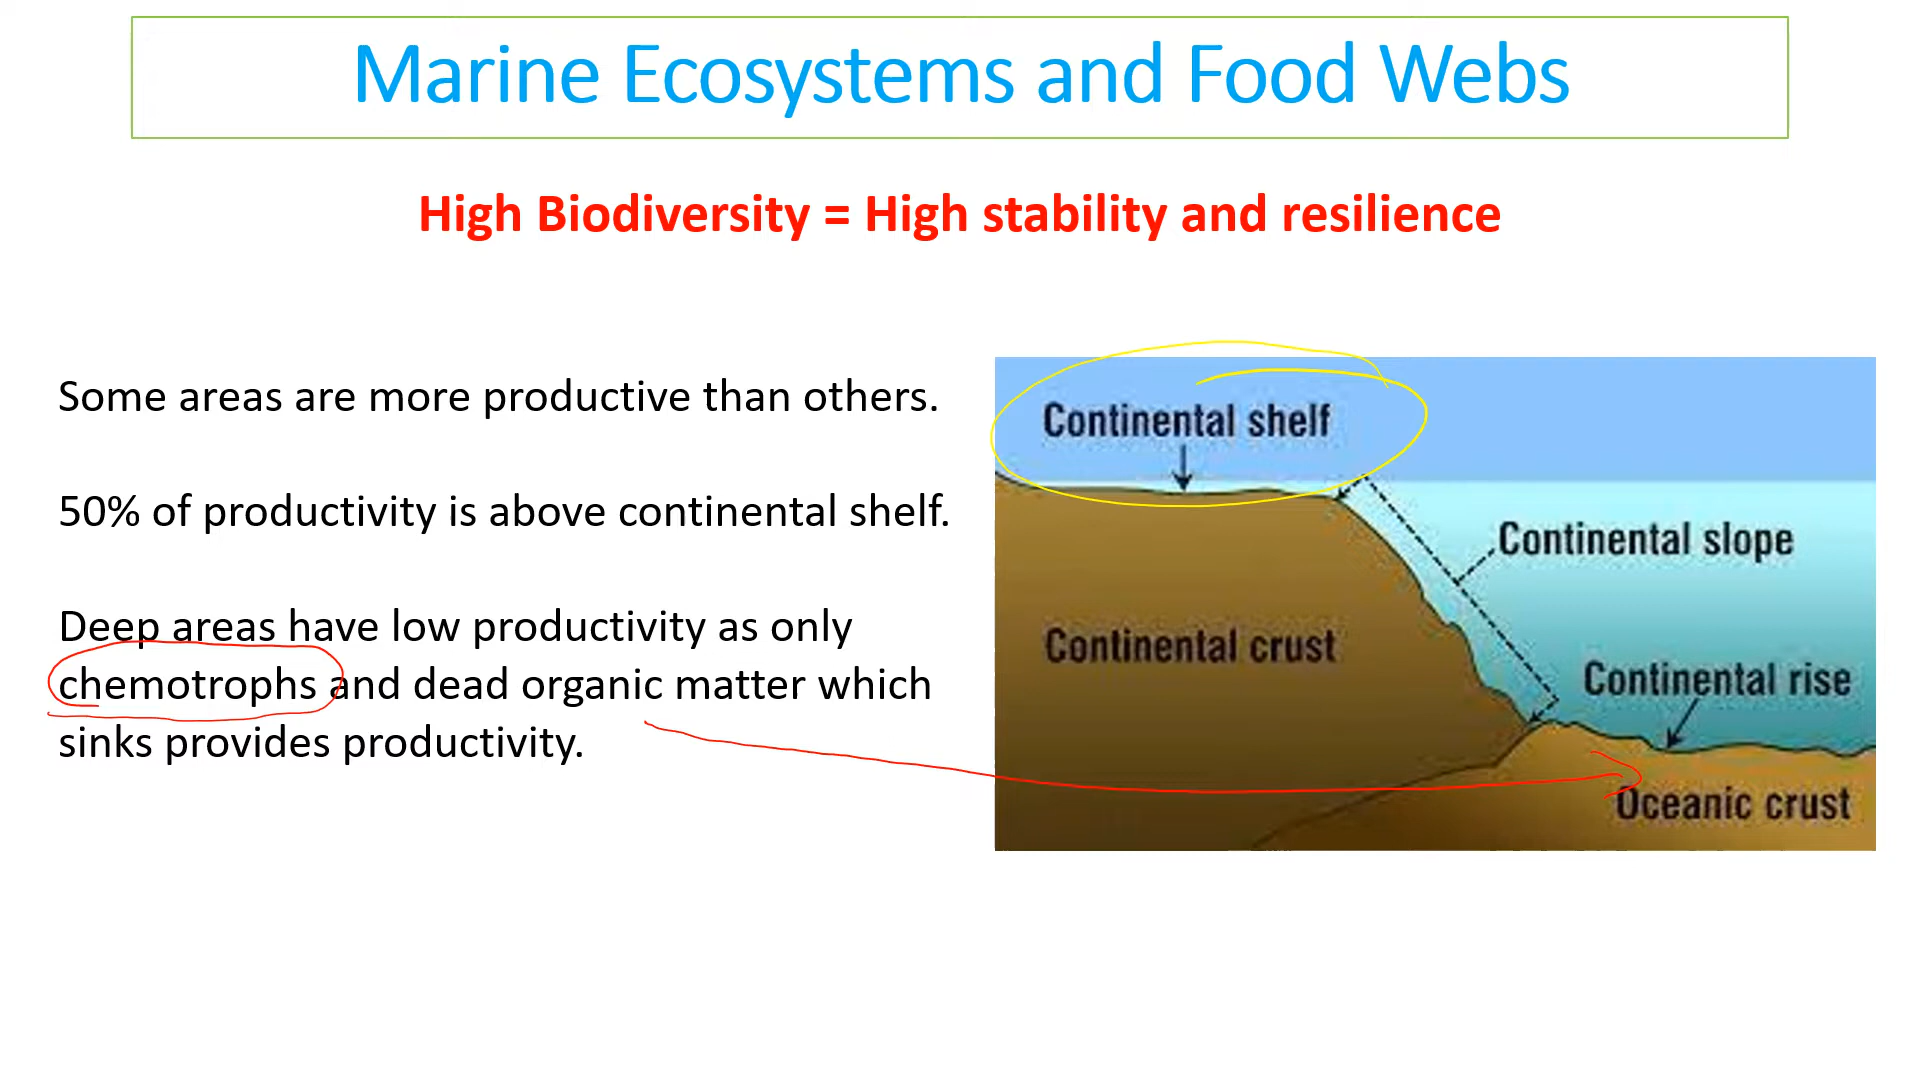 Marine Ecosystems and Food Webs
High Biodiversity = High stability and resilience
Some areas are more productive than others.
50% of productivity is above continental shelf.
Deep areas have low productivity as only
chemotrophs and dead organic matter which
sinks provides productivity.
Continental shelf
Continental slope
Continental crust
Continental rise
Oceanic crust